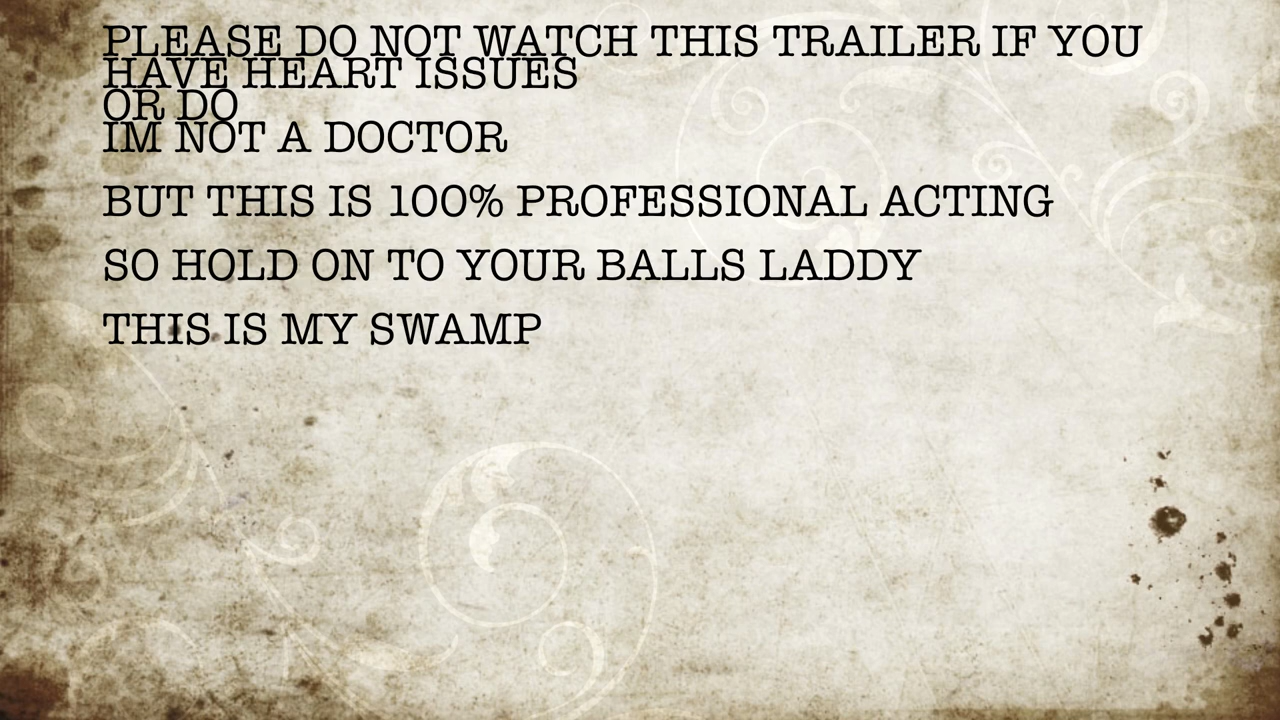 PLEASE DO NOT WATCH THIS TRAILER IF YOU
HAVE HEART ISSUES
OR DO
IM NOT A DOCTOR
BUT THIS IS 100% PROFESSIONAL ACTING
SO HOLD ON TO YOUR BALLS LADDY
THIS IS MY SWAMP